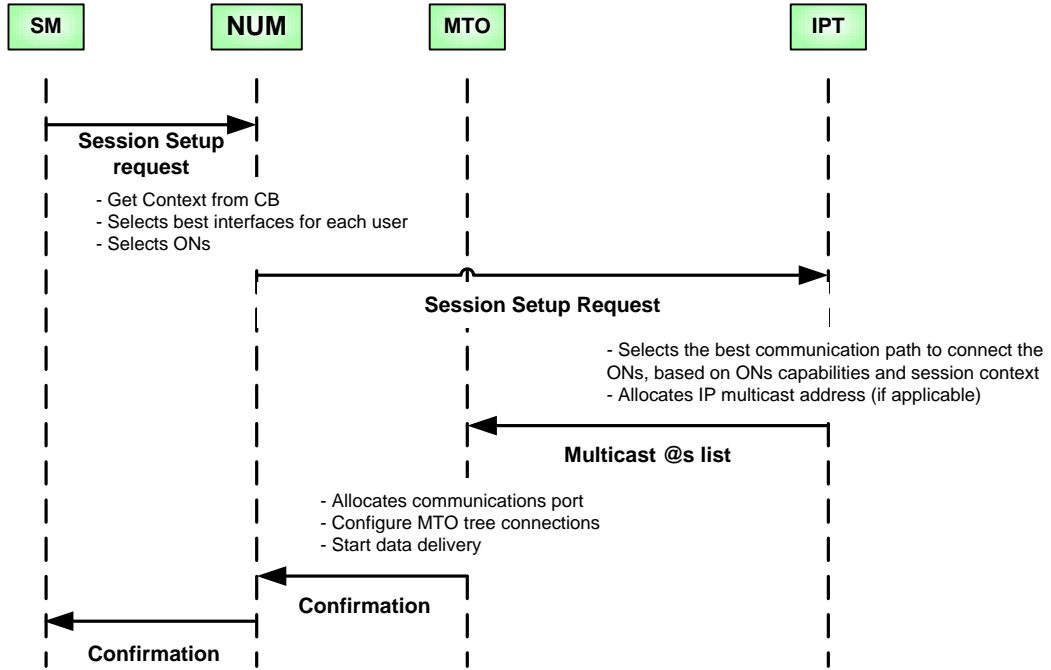 SM
NUM
MTO
IPT
Session Setup
request
- Get Context from CB
- Selects best interfaces for each user
- Selects ONs
Session Setup Request
- Selects the best communication path to connect the
ONs, based on ONs capabilities and session context
- Allocates IP multicast address (if applicable)
Multicast @s list
- Allocates communications port
- Configure MTO tree connections
- Start data delivery
Confirmation
Confirmation